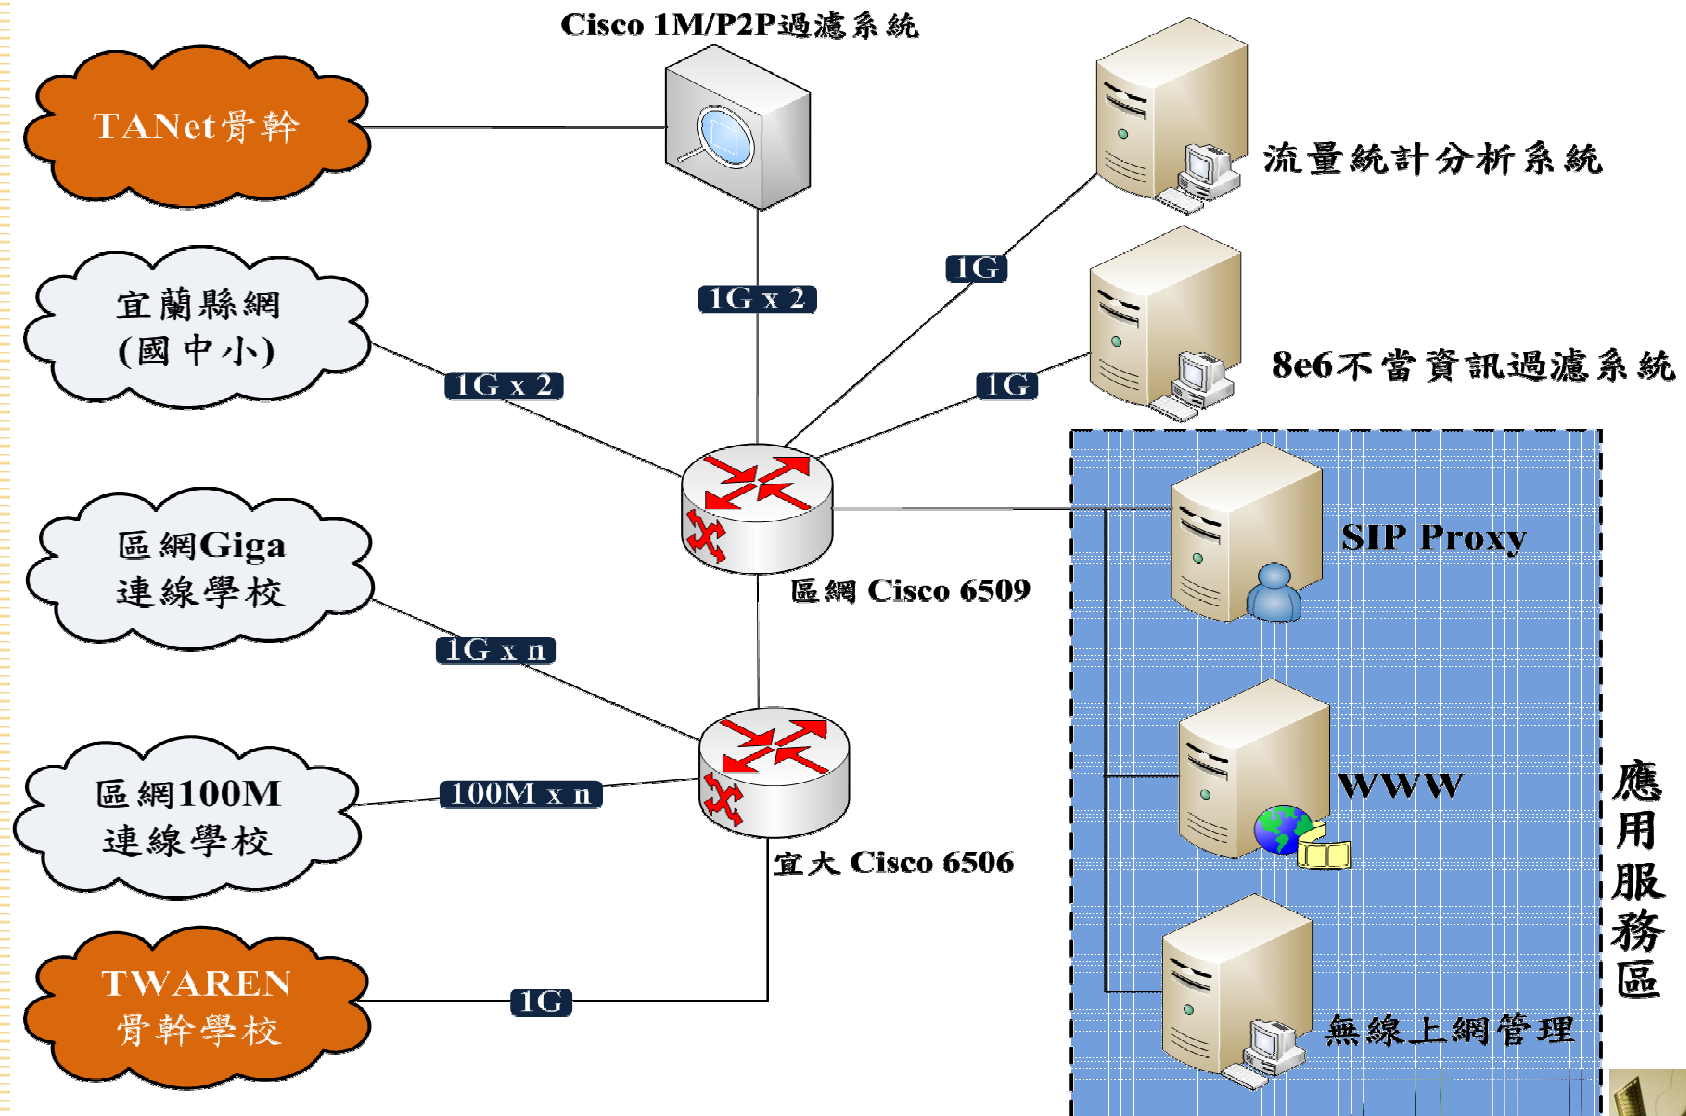 Cisco 1M/P2P過濾系統
TANet骨幹
流量統計分析系統
1G
1G x 2
宜蘭縣網
(國中小)
1G x 2
1G
8e6不當資訊過濾系統
區網Giga
連線學校
SIP Proxy
區網 Cisco 6509
1G x n
區網100M
連線學校
100M x n
WWW
宜大 Cisco 6506
應用服務區
TWAREN
骨幹學校
1G
無線上網管理